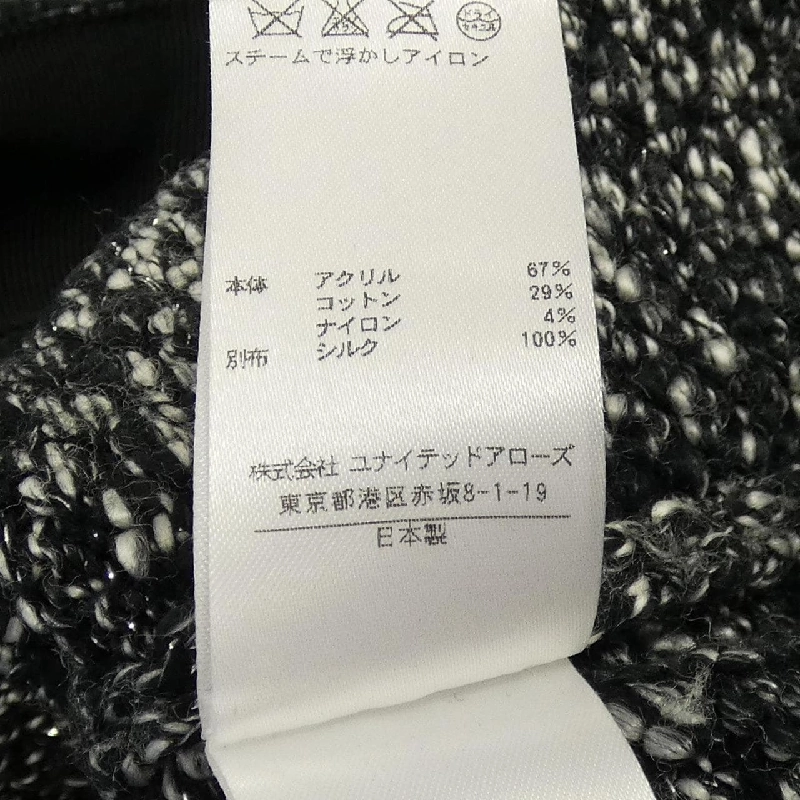 スチームで浮かしアイロン
本体 アクリル 67%
コットン 29%
ナイロン 4%
別布 シルク 100%
株式会社 ユナイテッドアローズ
東京都港区赤坂8-1-19
日本製